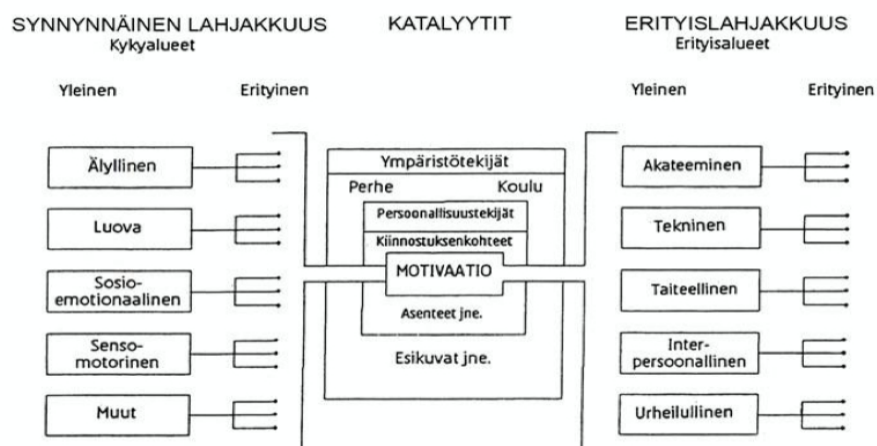 SYNNYNNÄINEN LAHJAKKUUS
Kykyalueet
Yleinen
Erityinen
Älyllinen
Luova
Sosio-
emotionaalinen
Senso-
motorinen
Muut
KATALYYTIT
Ympäristötekijät
Perhe
Koulu
Persoonallisuustekijät
Kiinnostuksenkohteet
MOTIVAATIO
Asenteet jne.
Esikuvat jne.
ERITYISLAHJAKKUUS
Erityisalueet
Yleinen
Erityinen
Akateeminen
Tekninen
Taiteellinen
Inter-
persoonallinen
Urheilullinen